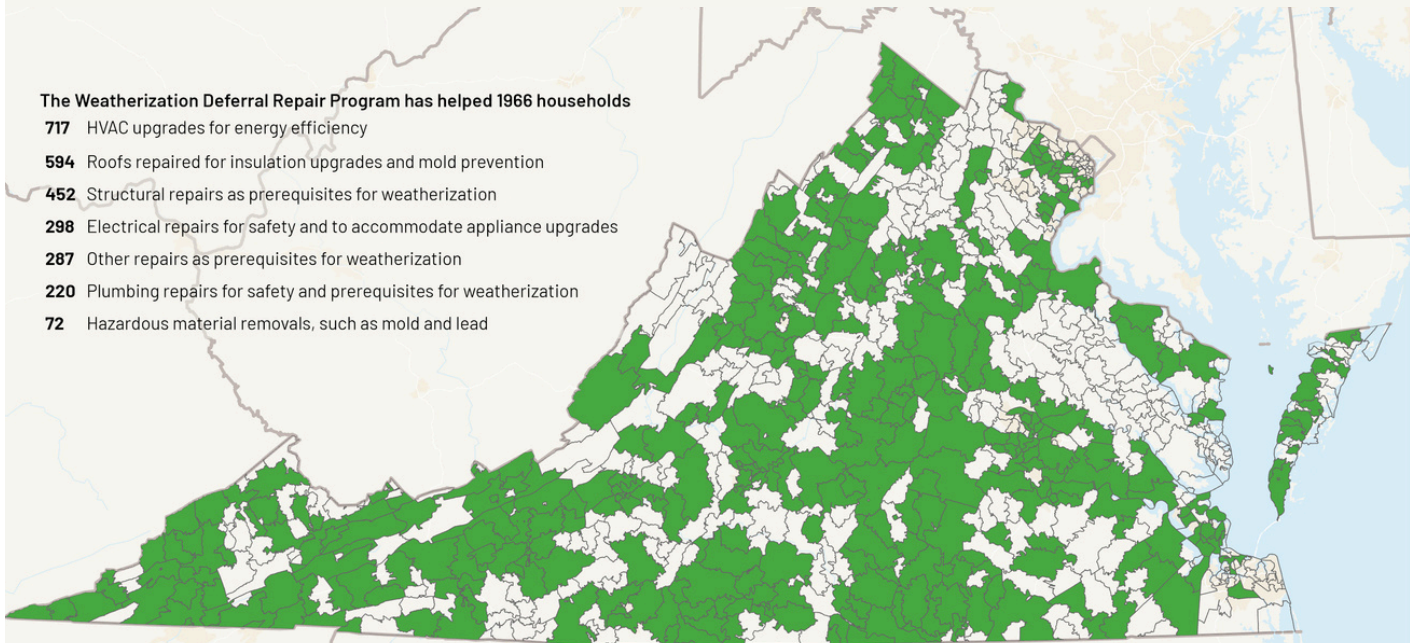 The Weatherization Deferral Repair Program has helped 1966 households
717 HVAC upgrades for energy efficiency
594 Roofs repaired for insulation upgrades and mold prevention
452 Structural repairs as prerequisites for weatherization
298 Electrical repairs for safety and to accommodate appliance upgrades
287 Other repairs as prerequisites for weatherization
220 Plumbing repairs for safety and prerequisites for weatherization
72 Hazardous material removals, such as mold and lead